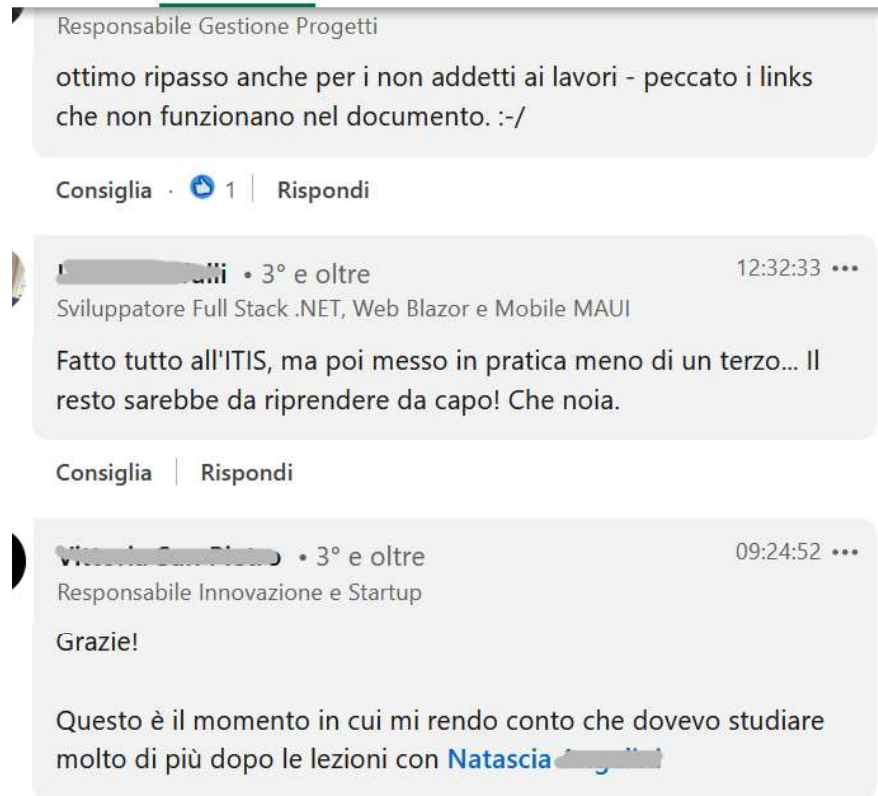 Responsabile Gestione Progetti
ottimo ripasso anche per i non addetti ai lavori - peccato i links
che non funzionano nel documento. :-/
Consiglia · 1 | Rispondi
• 3° e oltre 12:32:33 •••
Sviluppatore Full Stack .NET, Web Blazor e Mobile MAUI
Fatto tutto all'ITIS, ma poi messo in pratica meno di un terzo... Il
resto sarebbe da riprendere da capo! Che noia.
Consiglia | Rispondi
• 3° e oltre 09:24:52 •••
Responsabile Innovazione e Startup
Grazie!
Questo è il momento in cui mi rendo conto che dovevo studiare
molto di più dopo le lezioni con Natascia